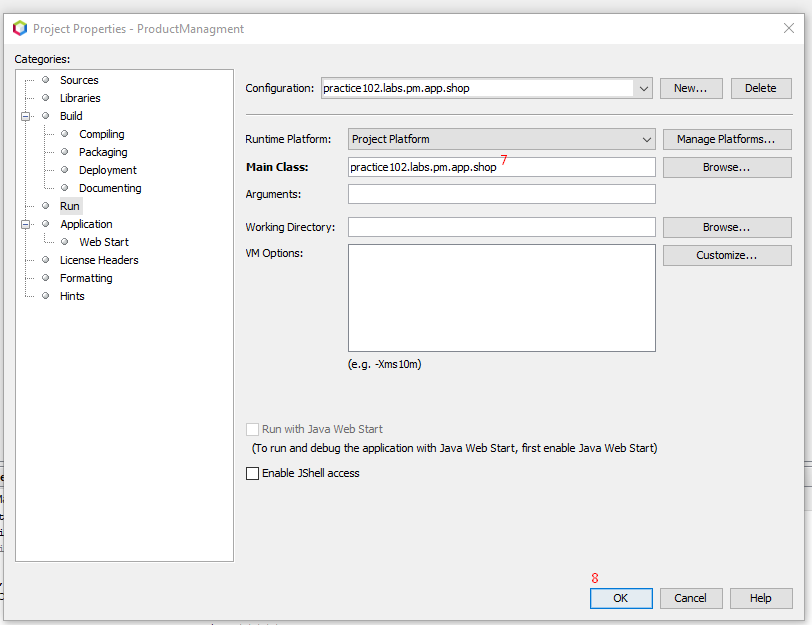 Project Properties - ProductManagment
Categories:
Sources
Libraries
Build
Compiling
Packaging
Deployment
Documenting
Run
Application
Web Start
License Headers
Formatting
Hints
Configuration: practice102.labs.pm.app.shop New... Delete
Runtime Platform: Project Platform Manage Platforms...
Main Class: practice102.labs.pm.app.shop 7 Browse...
Arguments:
Working Directory: Browse...
VM Options: Customize...
(e.g. -Xms10m)
Run with Java Web Start
(To run and debug the application with Java Web Start, first enable Java Web Start)
Enable JShell access
8
OK Cancel Help